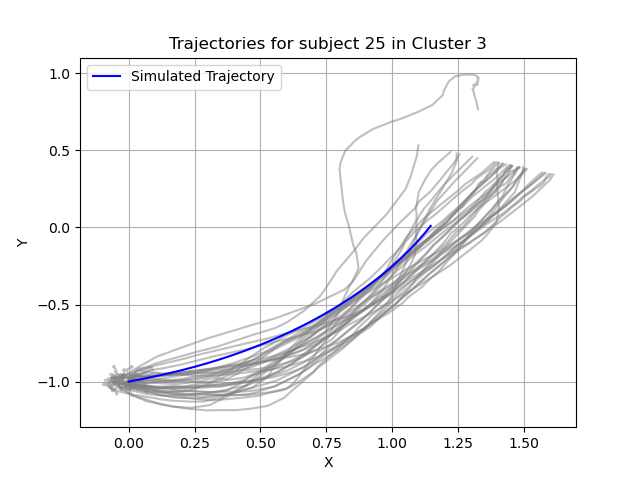 Trajectories for subject 25 in Cluster 3
Simulated Trajectory
1.0
0.5
0.0
−0.5
−1.0
Y
0.00 0.25 0.50 0.75 1.00 1.25 1.50
X